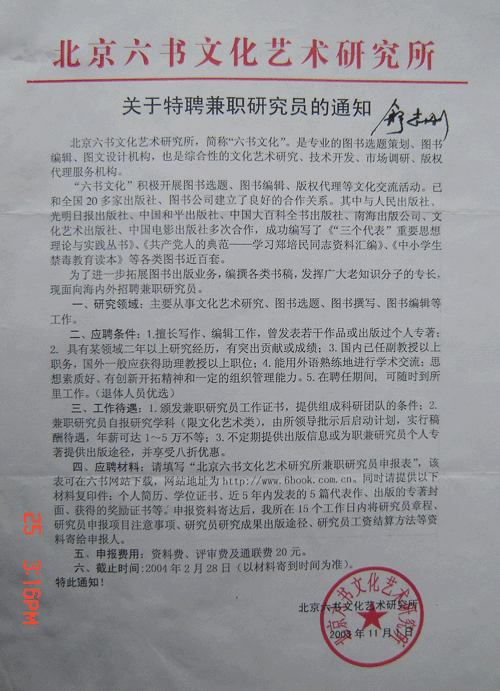 北京六书文化艺术研究所
关于特聘兼职研究员的通知
北京六书文化艺术研究所，简称“六书文化”。是专业的图书选题策划、图书
编辑、图文设计机构，也是综合性的文化艺术研究、技术开发、市场调研、版权
代理服务机构。
“六书文化”积极开展图书选题、图书编辑、版权代理等文化交流活动。已
和全国20多家出版社、图书公司建立了良好的合作关系。其中与人民出版社、
光明日报出版社、中国和平出版社、中国大百科全书出版社、南海出版公司、文
化艺术出版社、中国电影出版社多次合作，成功编写了《“三个代表”重要思想
理论与实践丛书》、《共产党人的典范——学习郑培民同志资料汇编》、《中小学生
禁毒教育读本》等各类图书近百套。
为了进一步拓展图书出版业务，编撰各类书稿，发挥广大老知识分子的专长。
现面向海内外招聘兼职研究员。
一、研究领域：主要从事文化艺术研究、图书选题、图书撰写、图书编辑等
工作。
二、应聘条件：1.擅长写作、编辑工作，曾发表若干作品或出版过个人专著；
2. 具有某领域二年以上研究经历，有突出贡献或成绩；3.国内已任副教授以上
职务，国外一般应获得助理教授以上职位；4.能用外语熟练地进行学术交流；思
想素质好。有创新开拓精神和一定的组织管理能力。5.在聘任期间，可随时到所
里工作。（退休人员优选）
三、工作待遇：1.颁发兼职研究员工作证书，提供组成科研团队的条件；2.
兼职研究员自报研究学科（限文化艺术类），由所领导批示后启动计划，实行稿
酬待遇，年薪可达1～5万不等；3.不定期提供出版信息或为职兼研究员个人专
著提供出版途径，并享受八折优惠。
四、应聘材料：请填写“北京六书文化艺术研究所兼职研究员申报表”，该
表可在六书网站下载，网站地址为http://www.6book.com.cn。同时请提供以下
材料复印件：个人简历、学位证书、近5年内发表的5篇代表作、出版的专著封
面、获得的奖励证书等。申报资料寄达后，我所在15个工作日内将研究员章程、
研究员申报项目注意事项、研究员研究成果出版途径、研究员工资结算方法等资
料寄给申报人。
五、申报费用：资料费、评审费及通联费20元。
六、截止时间:2004年2月28日（以材料寄到时间为准）。
特此通知！
北京六书文化艺术研究所
2003年11月1日
北京六书文化艺术研究所
25 3:16PM